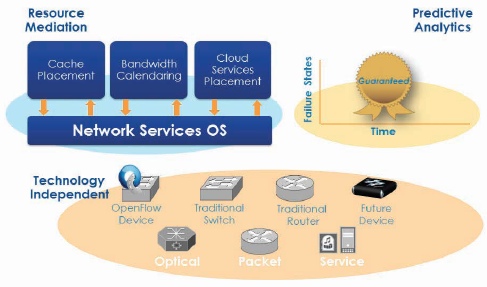 Resource
Mediation
Predictive
Analytics
Cache
Placement
Bandwidth
Calendaring
Cloud
Services
Placement
Network Services OS
Failure States
Guaranteed
Time
Technology
Independent
OpenFlow
Device
Traditional
Switch
Traditional
Router
Future
Device
Optical
Packet
Service